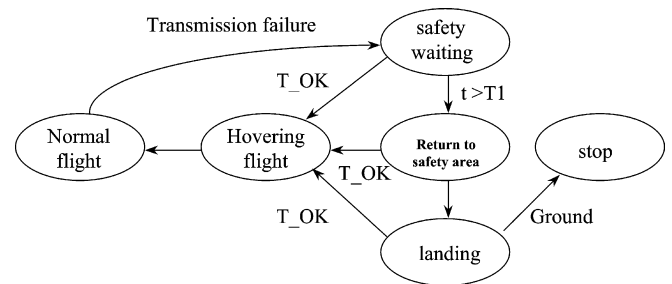 Transmission failure
safety
waiting
T_OK
t >T1
Normal
flight
Hovering
flight
Return to
safety area
stop
T_OK
T_OK
Ground
landing